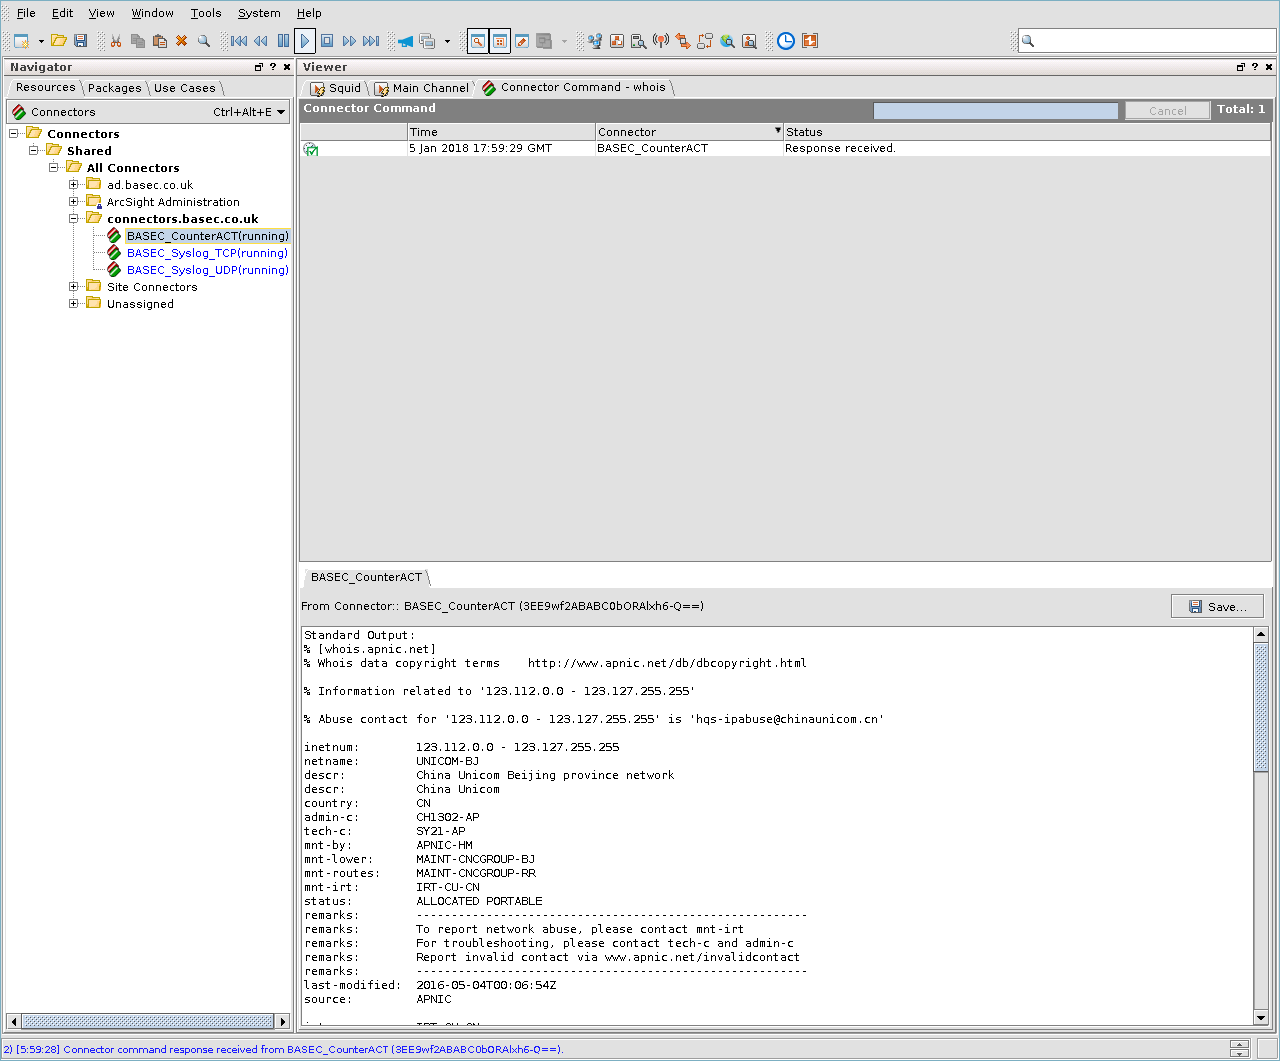 File Edit View Window Tools System Help
Navigator
Resources Packages Use Cases
Connectors Ctrl+Alt+E
Connectors
Shared
All Connectors
ad.basec.co.uk
ArcSight Administration
connectors.basec.co.uk
BASEC_CounterACT(running)
BASEC_Syslog_TCP(running)
BASEC_Syslog_UDP(running)
Site Connectors
Unassigned
Viewer
Squid Main Channel Connector Command - whois
Connector Command Cancel Total: 1
Time Connector Status
5 Jan 2018 17:59:29 GMT BASEC_CounterACT Response received.
BASEC_CounterACT
From Connector:: BASEC_CounterACT (3EE9wf2ABABC0bORAlxh6-Q==) Save...
Standard Output:
% [whois.apnic.net]
% Whois data copyright terms    http://www.apnic.net/db/dbcopyright.html
% Information related to '123.112.0.0 - 123.127.255.255'
% Abuse contact for '123.112.0.0 - 123.127.255.255' is 'hqs-ipabuse@chinaunicom.cn'
inetnum:        123.112.0.0 - 123.127.255.255
netname:        UNICOM-BJ
descr:          China Unicom Beijing province network
descr:          China Unicom
country:        CN
admin-c:        CH1302-AP
tech-c:         SY21-AP
mnt-by:         APNIC-HM
mnt-lower:      MAINT-CNCGROUP-BJ
mnt-routes:     MAINT-CNCGROUP-RR
mnt-irt:        IRT-CU-CN
status:         ALLOCATED PORTABLE
remarks:        --------------------------------------------------------
remarks:        To report network abuse, please contact mnt-irt
remarks:        For troubleshooting, please contact tech-c and admin-c
remarks:        Report invalid contact via www.apnic.net/invalidcontact
remarks:        --------------------------------------------------------
last-modified:  2016-05-04T00:06:54Z
source:         APNIC
2) [5:59:28] Connector command response received from BASEC_CounterACT (3EE9wf2ABABC0bORAlxh6-Q==).